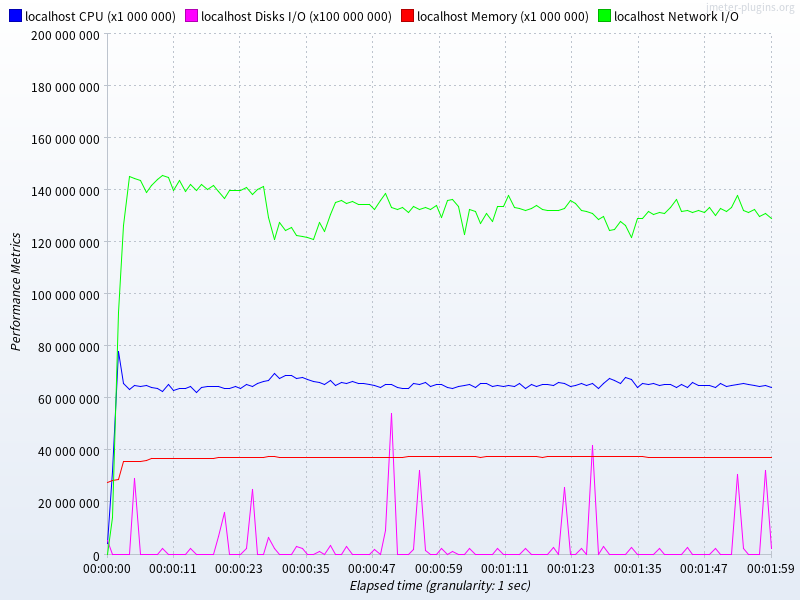 jmeter-plugins.org
localhost CPU (x1 000 000) localhost Disks I/O (x100 000 000) localhost Memory (x1 000 000) localhost Network I/O
200 000 000
180 000 000
160 000 000
140 000 000
120 000 000
100 000 000
80 000 000
60 000 000
40 000 000
20 000 000
0
Performance Metrics
00:00:00 00:00:11 00:00:23 00:00:35 00:00:47 00:00:59 00:01:11 00:01:23 00:01:35 00:01:47 00:01:59
Elapsed time (granularity: 1 sec)